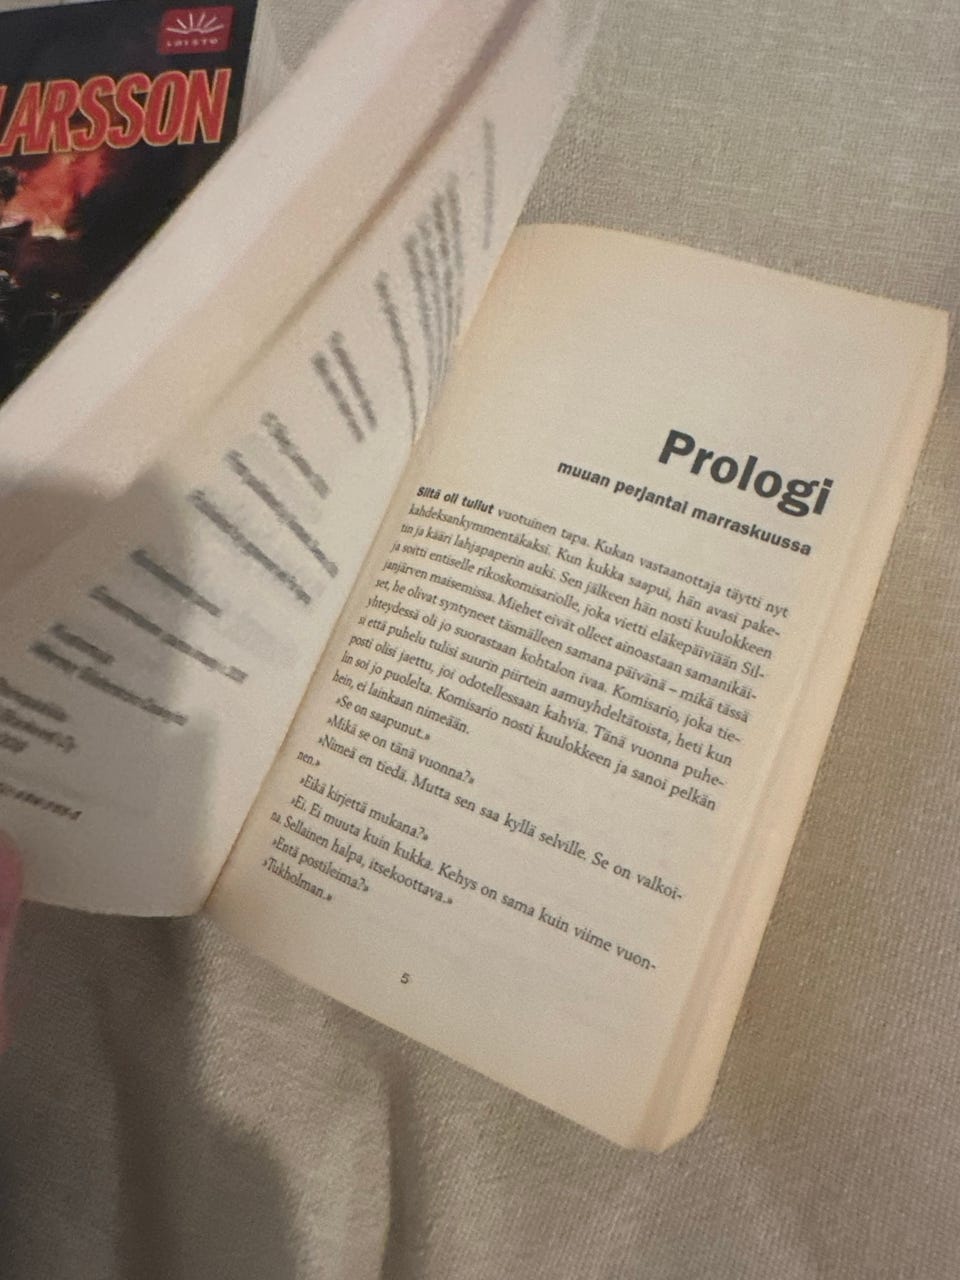 LOISTO
LARSSON
Prologi
muuan perjantai marraskuussa
Siitä oli tullut vuotuinen tapa. Kukan vastaanottaja täytti nyt
kahdeksankymmentäkaksi. Kun kukka saapui, hän avasi pake-
tin ja kääri lahjapaperin auki. Sen jälkeen hän nosti kuulokkeen
ja soitti entiselle rikoskomisariolle, joka vietti eläkepäiviään Sil-
janjärven maisemissa. Miehet eivät olleet ainoastaan samanikäi-
set, he olivat syntyneet täsmälleen samana päivänä – mikä tässä
yhteydessä oli jo suorastaan kohtalon ivaa. Komisario, joka tie-
si että puhelu tulisi suurin piirtein aamuyhdeltätoista, heti kun
posti olisi jaettu, joi odotellessaan kahvia. Tänä vuonna puhe-
lin soi jo puolelta. Komisario nosti kuulokkeen ja sanoi pelkän
hein, ei lainkaan nimeään.
»Se on saapunut.»
»Mikä se on tänä vuonna?»
»Nimeä en tiedä. Mutta sen saa kyllä selville. Se on valkoi-
nen.»
»Eikä kirjettä mukana?»
»Ei. Ei muuta kuin kukka. Kehys on sama kuin viime vuon-
na. Sellainen halpa, itsekoottava.»
»Entä postileima?»
»Tukholman.»
5